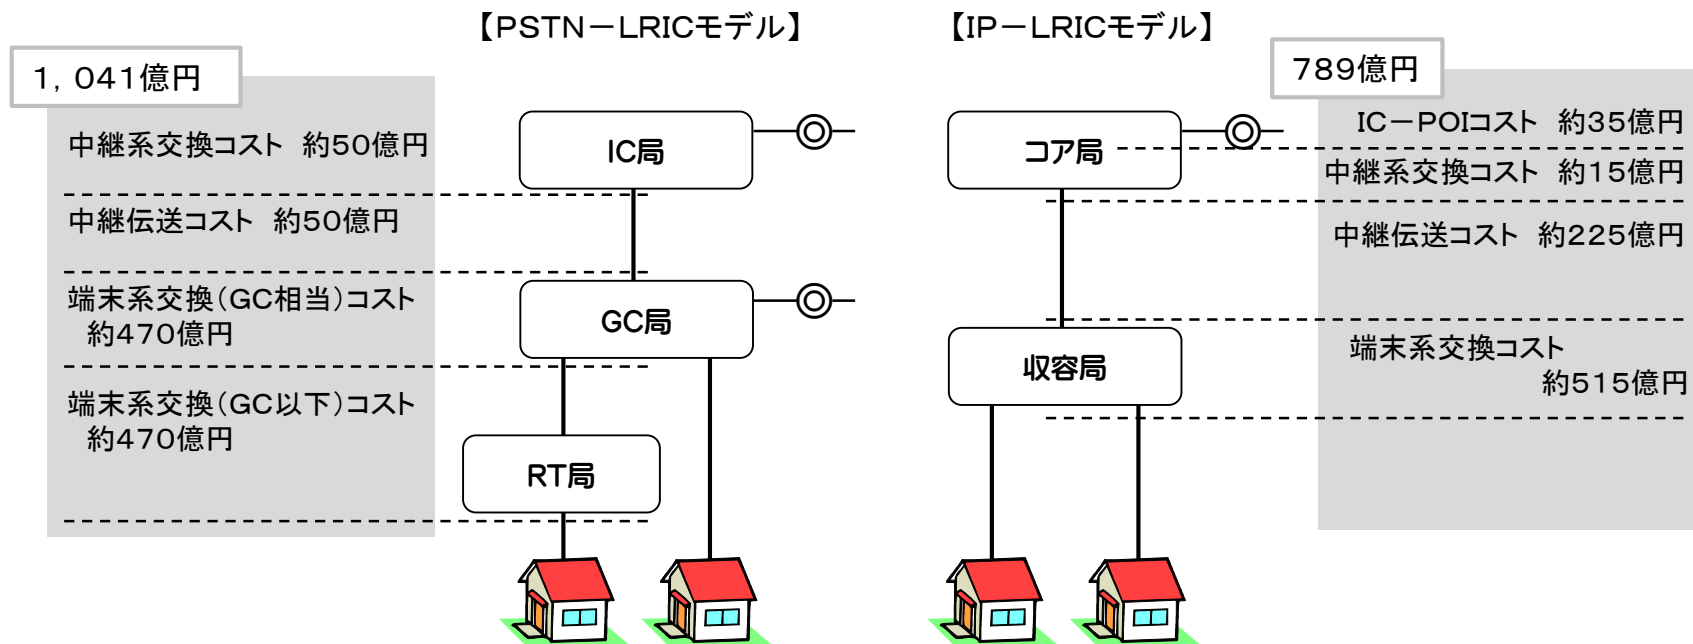 【PSTN－LRICモデル】
1，041億円
中継系交換コスト　約50億円
中継伝送コスト　約50億円
端末系交換（GC相当）コスト
約470億円
端末系交換（GC以下）コスト
約470億円
IC局
GC局
RT局
【IP－LRICモデル】
789億円
コア局
収容局
IC－POIコスト　約35億円
中継系交換コスト　約15億円
中継伝送コスト　約225億円
端末系交換コスト
約515億円